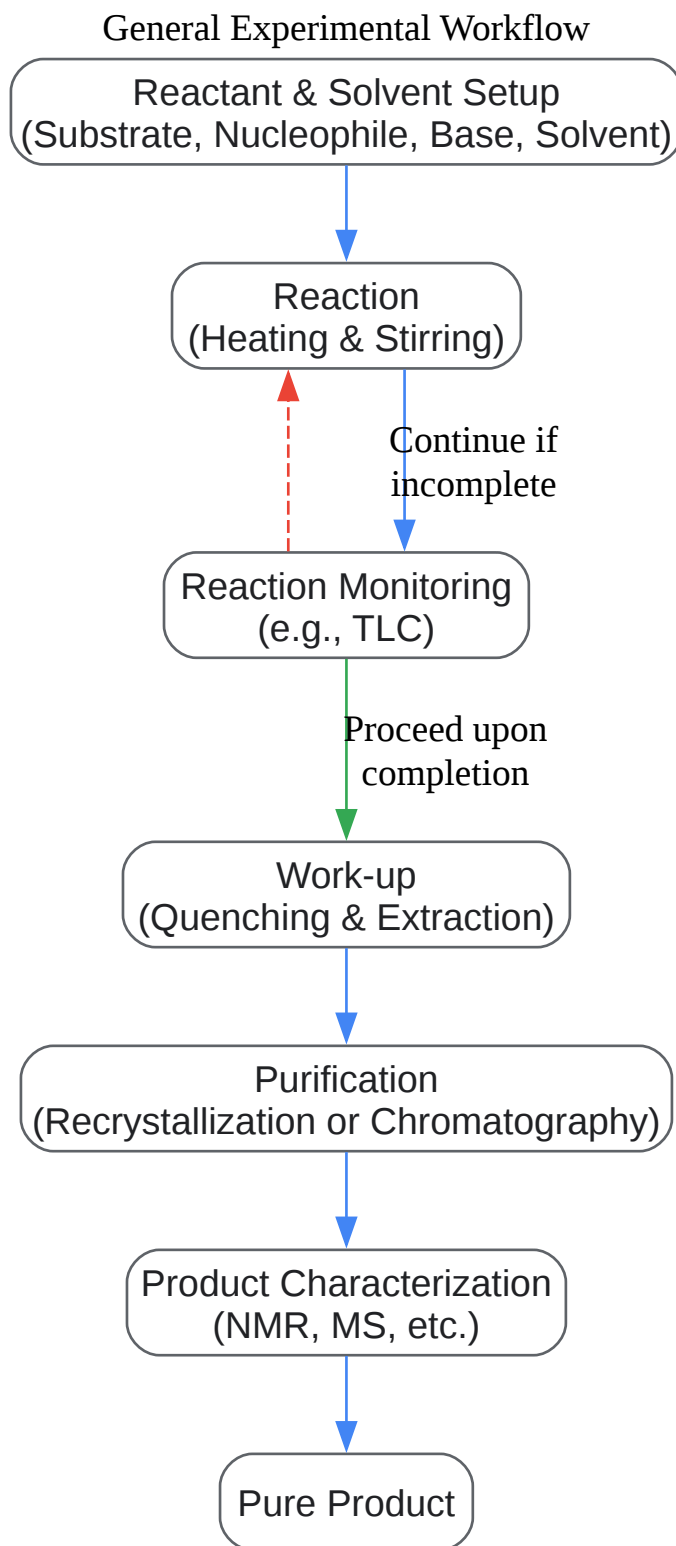 General Experimental Workflow
Reactant & Solvent Setup
(Substrate, Nucleophile, Base, Solvent)
Reaction
(Heating & Stirring)
Continue if
incomplete
Reaction Monitoring
(e.g., TLC)
Proceed upon
completion
Work-up
(Quenching & Extraction)
Purification
(Recrystallization or Chromatography)
Product Characterization
(NMR, MS, etc.)
Pure Product